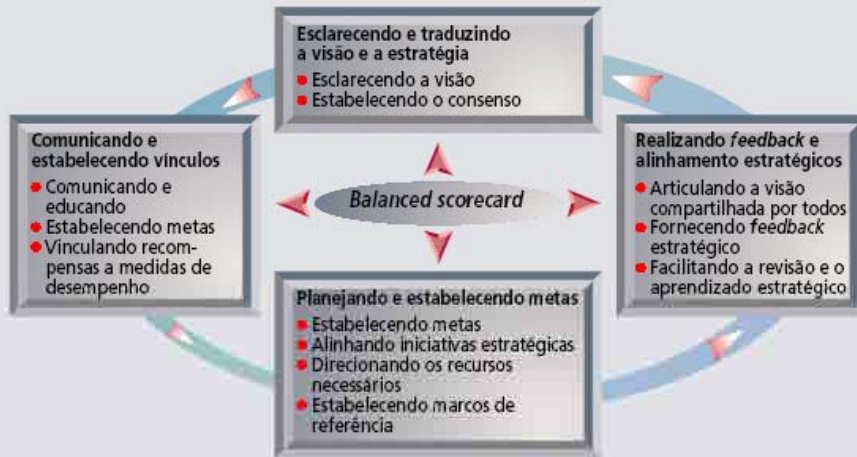 Esclarecendo e traduzindo
a visão e a estratégia
Esclarecendo a visão
Estabelecendo o consenso
Comunicando e
estabelecendo vínculos
Comunicando e
educando
Estabelecendo metas
Vinculando recom-
pensas a medidas de
desempenho
Balanced scorecard
Realizando feedback e
alinhamento estratégicos
Articulando a visão
compartilhada por todos
Fornecendo feedback
estratégico
Facilitando a revisão e o
aprendizado estratégico
Planejando e estabelecendo metas
Estabelecendo metas
Alinhando iniciativas estratégicas
Direcionando os recursos
necessários
Estabelecendo marcos de
referência